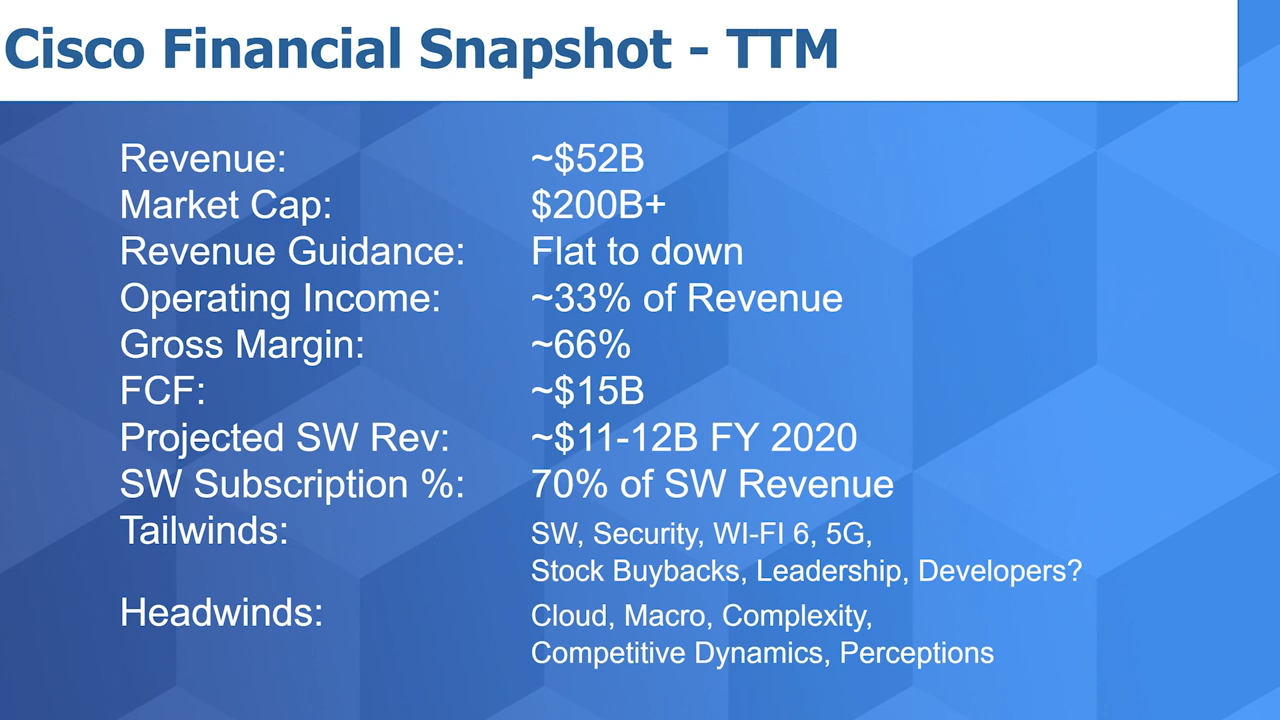 Cisco Financial Snapshot - TTM
Revenue: ~$52B
Market Cap: $200B+
Revenue Guidance: Flat to down
Operating Income: ~33% of Revenue
Gross Margin: ~66%
FCF: ~$15B
Projected SW Rev: ~$11-12B FY 2020
SW Subscription %: 70% of SW Revenue
Tailwinds: SW, Security, WI-FI 6, 5G,
Stock Buybacks, Leadership, Developers?
Headwinds: Cloud, Macro, Complexity,
Competitive Dynamics, Perceptions